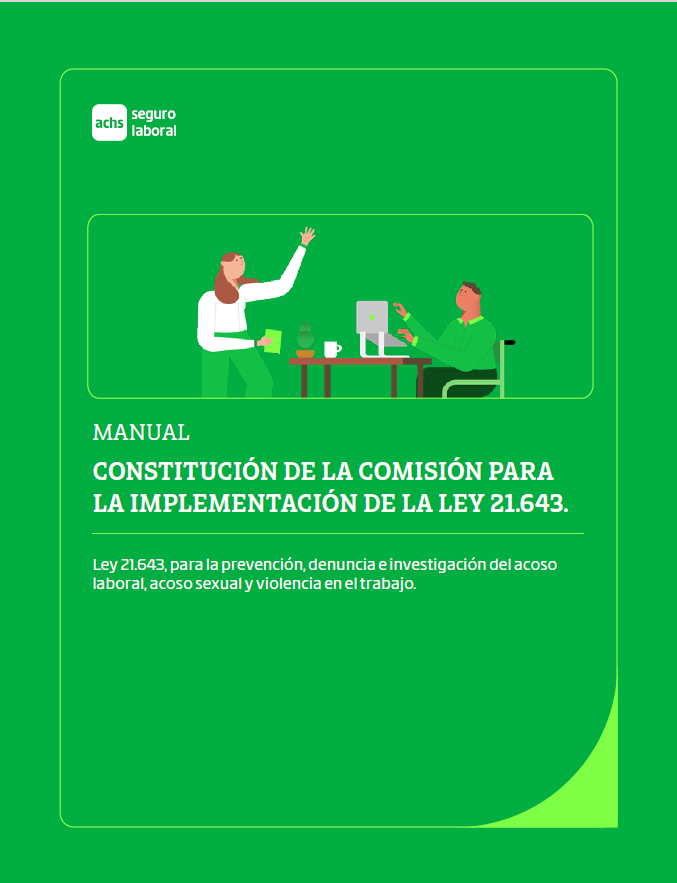 achs
seguro
laboral
MANUAL
CONSTITUCIÓN DE LA COMISIÓN PARA
LA IMPLEMENTACIÓN DE LA LEY 21.643.
Ley 21.643, para la prevención, denuncia e investigación del acoso
laboral, acoso sexual y violencia en el trabajo.